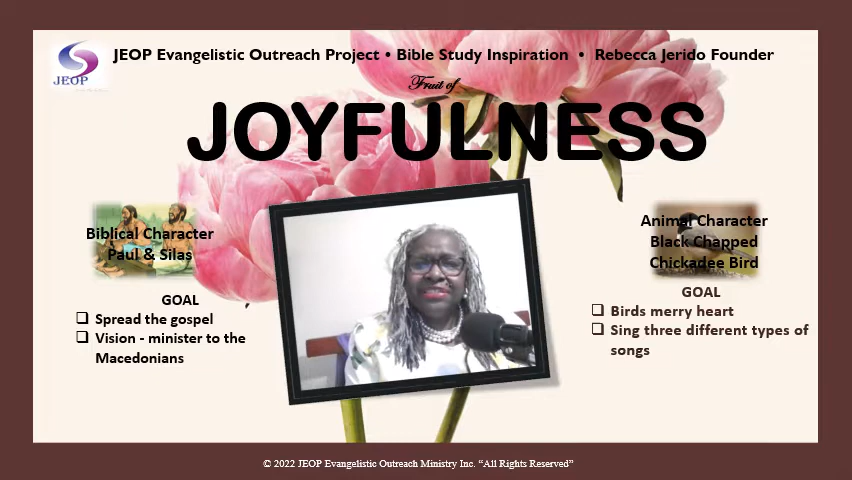 JEOP Evangelistic Outreach Project • Bible Study Inspiration • Rebecca Jerido Founder
JEOP
Fruit of
JOYFULNESS
Biblical Character
Paul & Silas
GOAL
Spread the gospel
Vision - minister to the
Macedonians
Animal Character
Black Chapped
Chickadee Bird
GOAL
Birds merry heart
Sing three different types of
songs
© 2022 JEOP Evangelistic Outreach Ministry Inc. “All Rights Reserved”